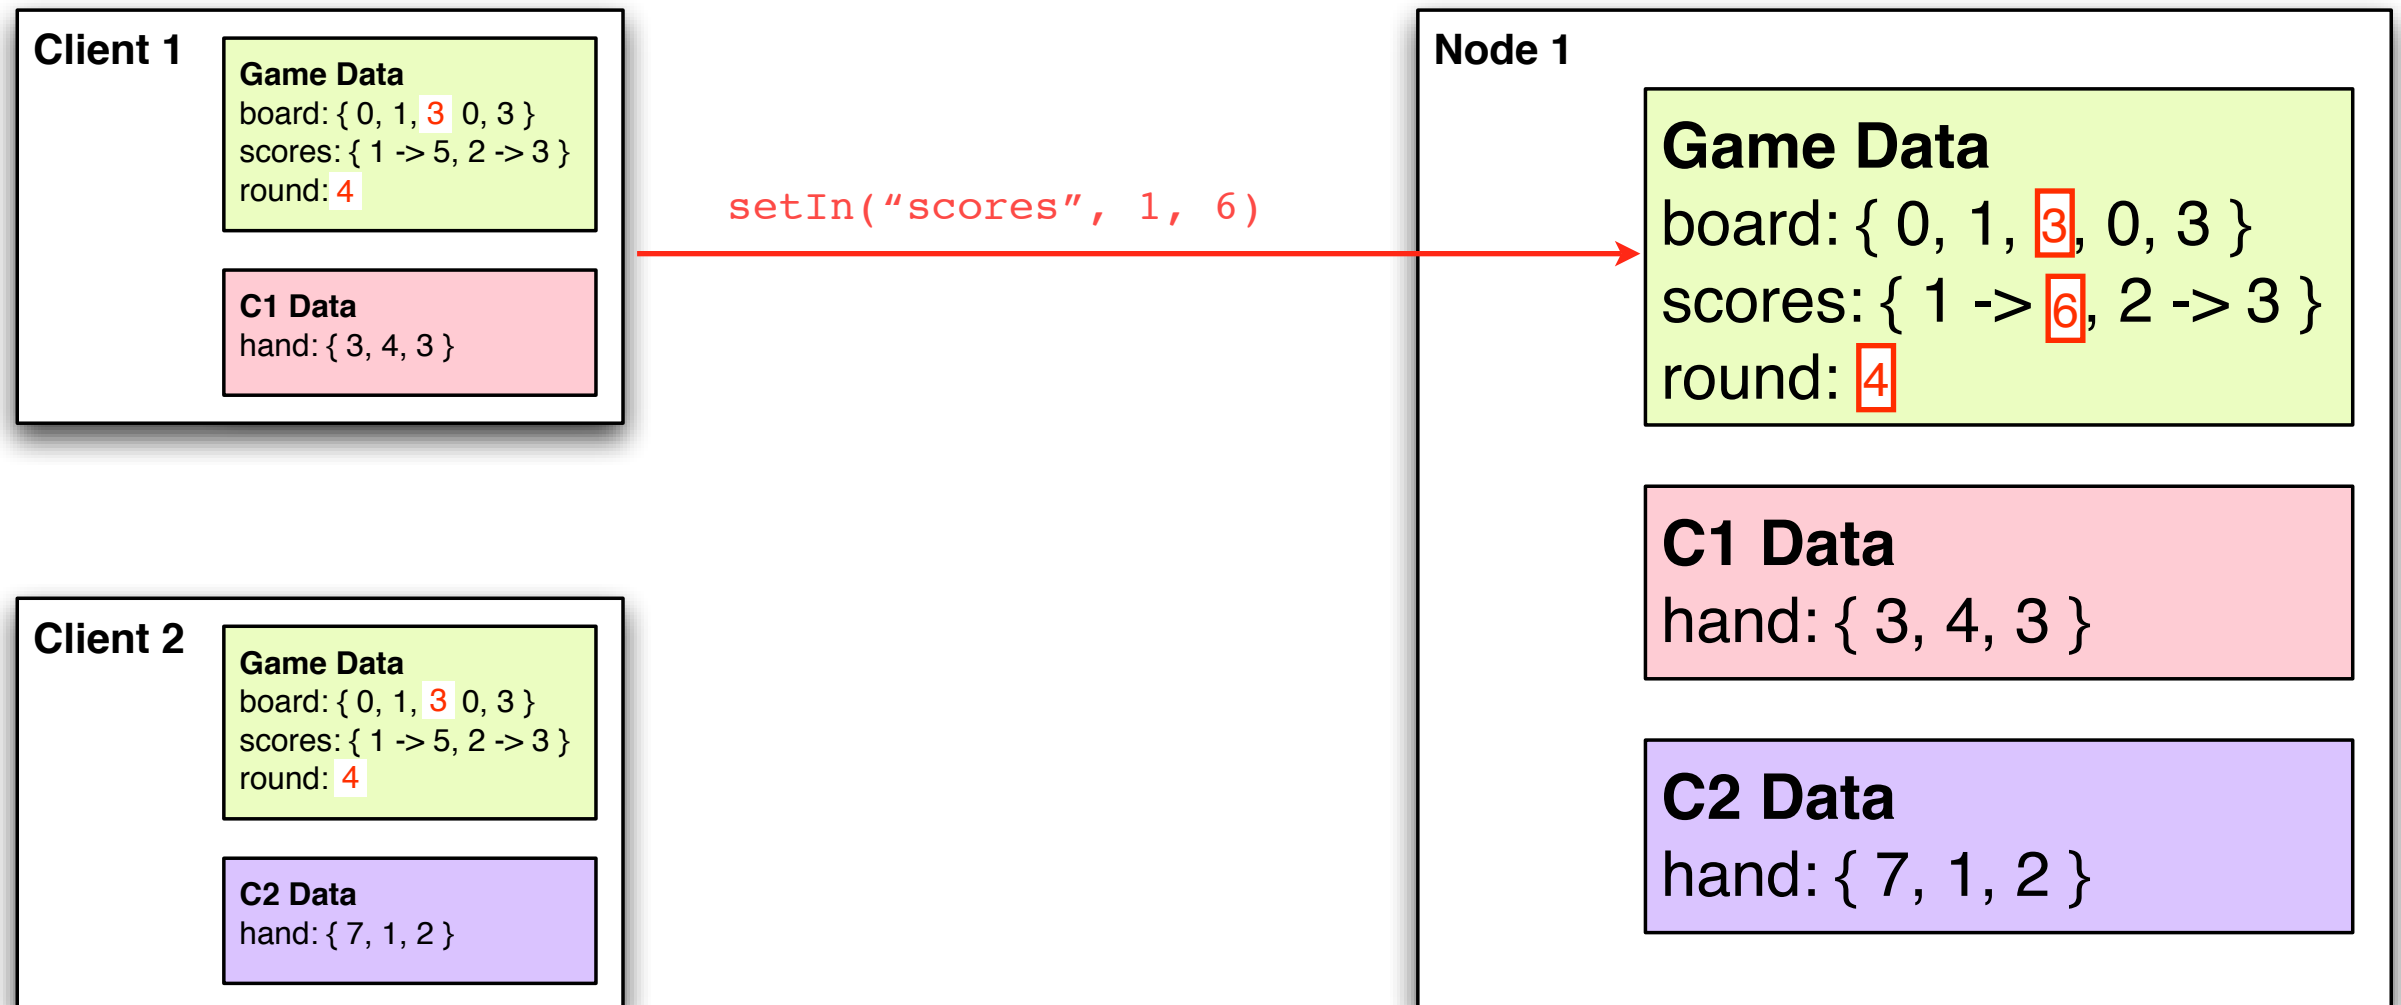 Client 1
Game Data
board: { 0, 1, 3 0, 3 }
scores: { 1 -> 5, 2 -> 3 }
round: 4
C1 Data
hand: { 3, 4, 3 }
setIn(“scores”, 1, 6)
Client 2
Game Data
board: { 0, 1, 3 0, 3 }
scores: { 1 -> 5, 2 -> 3 }
round: 4
C2 Data
hand: { 7, 1, 2 }
Node 1
Game Data
board: { 0, 1, 3, 0, 3 }
scores: { 1 -> 6, 2 -> 3 }
round: 4
C1 Data
hand: { 3, 4, 3 }
C2 Data
hand: { 7, 1, 2 }